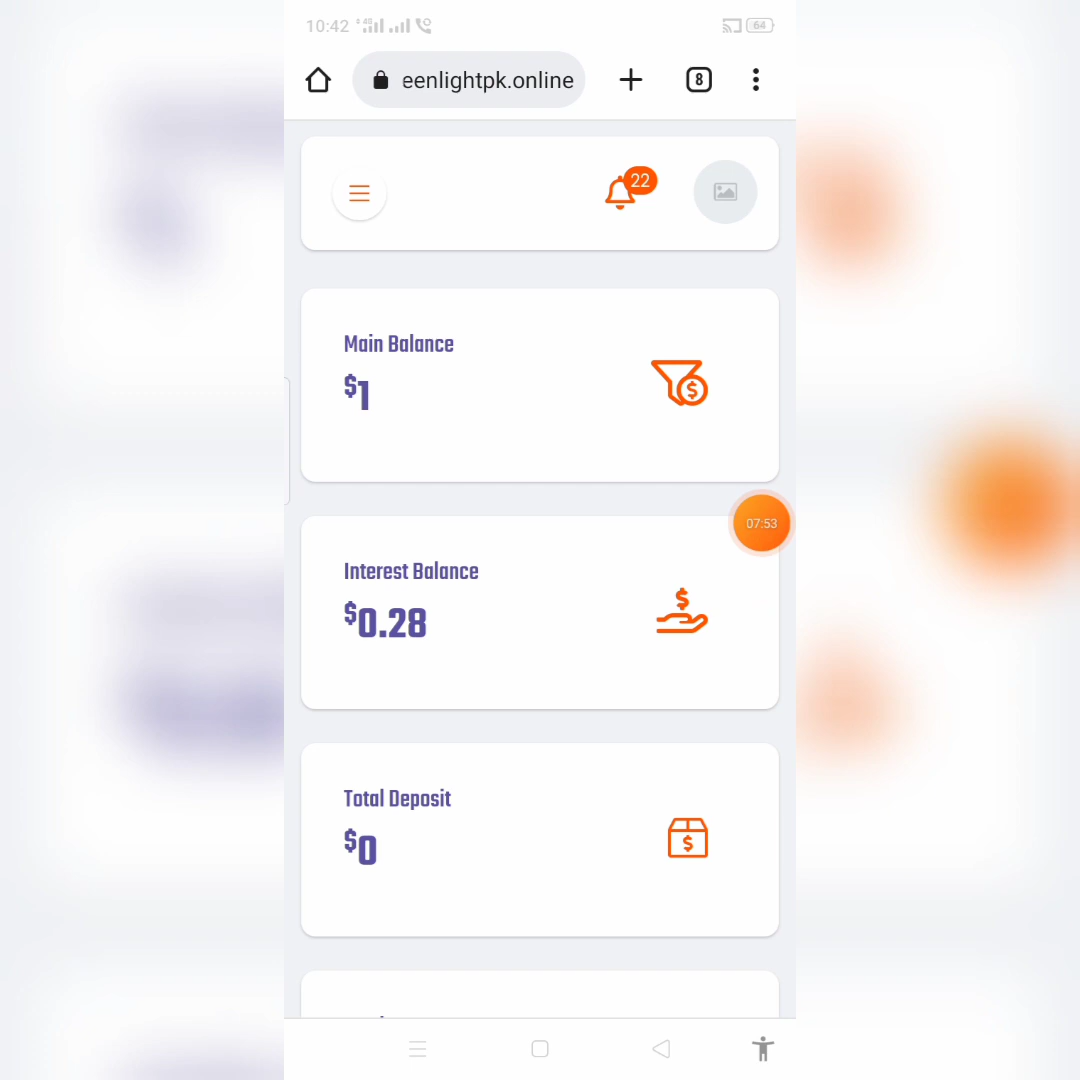 10:42 4G 64
eenlightpk.online 8
22
Main Balance
$1
$
07:53
Interest Balance
$0.28
$
Total Deposit
$0
$